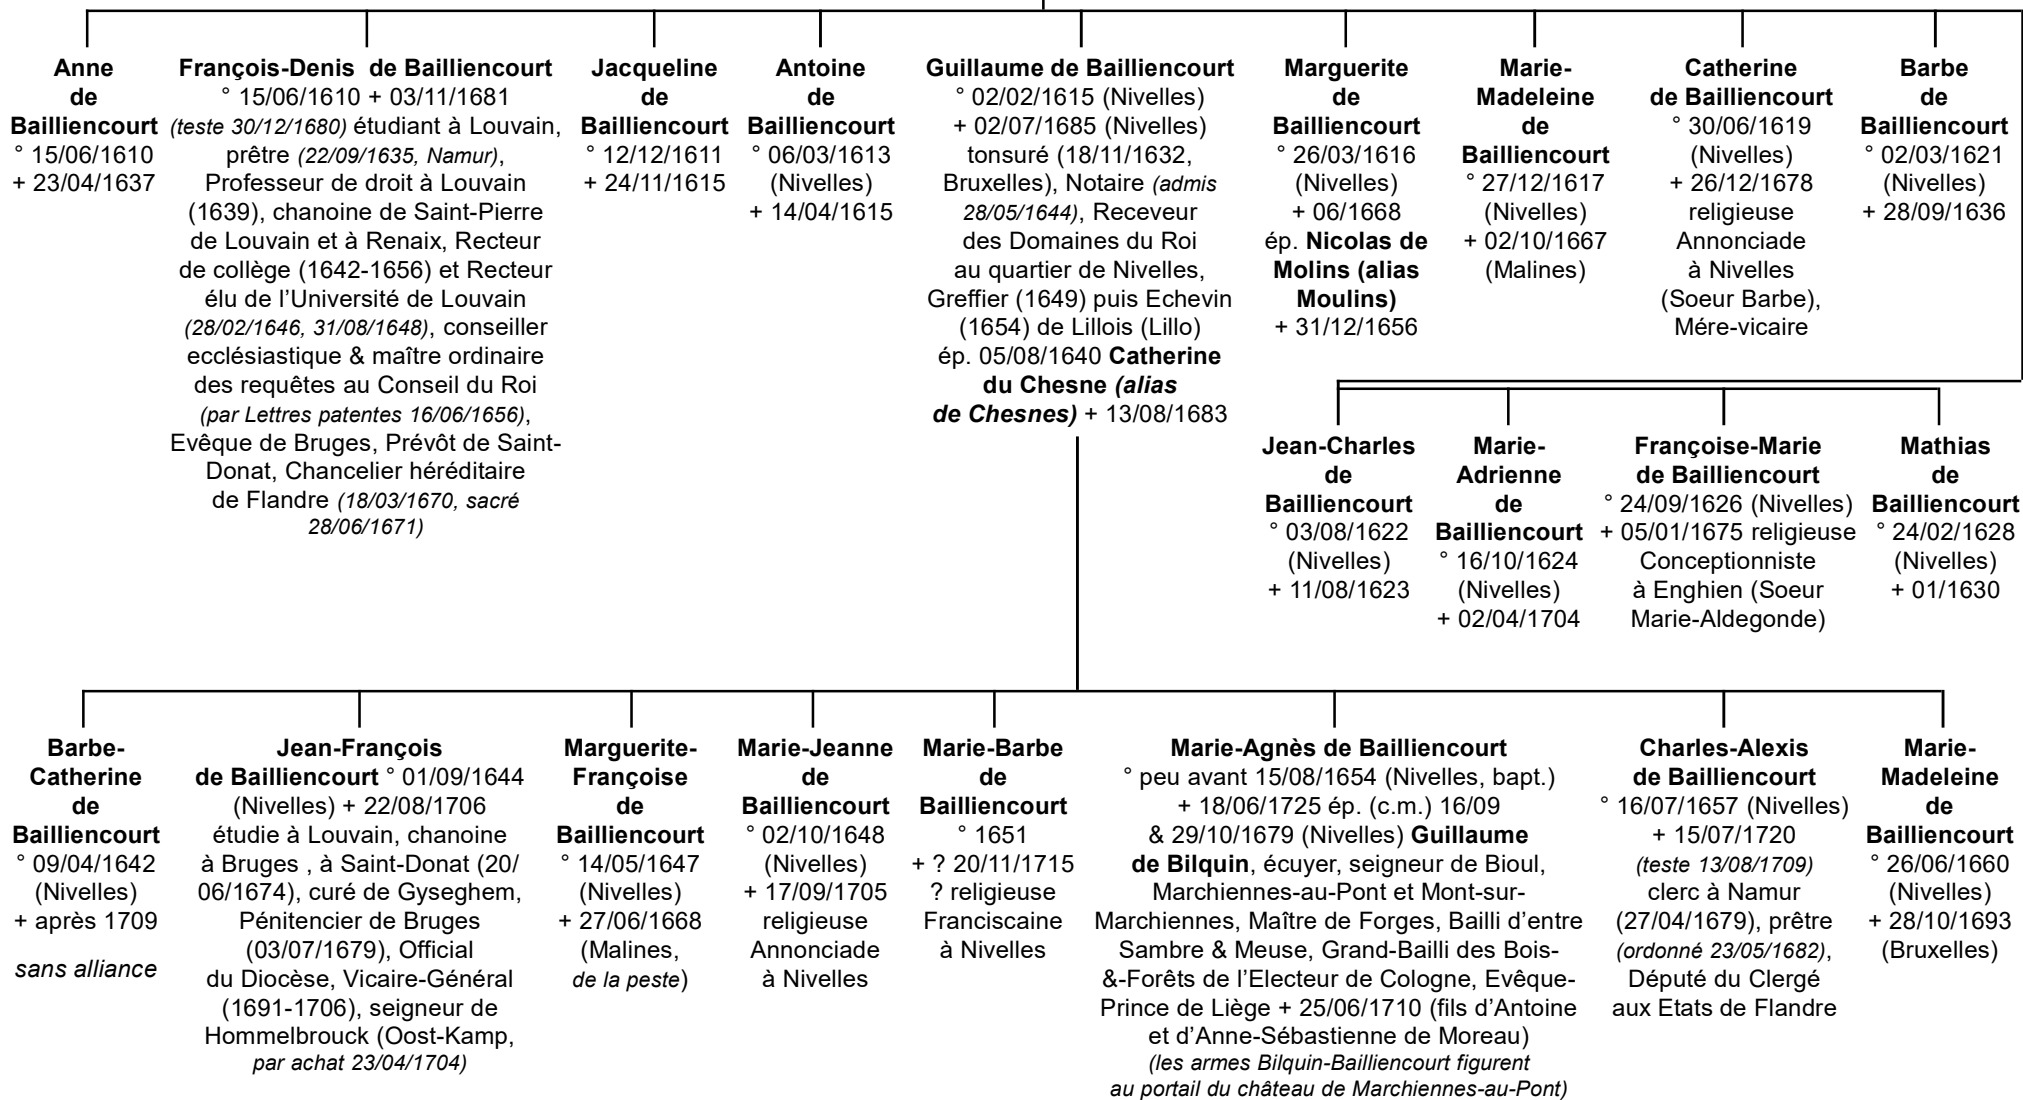 Anne
de
Bailliencourt
° 15/06/1610
+ 23/04/1637
François-Denis de Bailliencourt
° 15/06/1610 + 03/11/1681
(teste 30/12/1680) étudiant à Louvain,
prêtre (22/09/1635, Namur),
Professeur de droit à Louvain
(1639), chanoine de Saint-Pierre
de Louvain et à Renaix, Recteur
de collège (1642-1656) et Recteur
élu de l’Université de Louvain
(28/02/1646, 31/08/1648), conseiller
ecclésiastique & maître ordinaire
des requêtes au Conseil du Roi
(par Lettres patentes 16/06/1656),
Evêque de Bruges, Prévôt de Saint-
Donat, Chancelier héréditaire
de Flandre (18/03/1670, sacré
28/06/1671)
Jacqueline
de
Bailliencourt
° 12/12/1611
+ 24/11/1615
Antoine
de
Bailliencourt
° 06/03/1613
(Nivelles)
+ 14/04/1615
Guillaume de Bailliencourt
° 02/02/1615 (Nivelles)
+ 02/07/1685 (Nivelles)
tonsuré (18/11/1632,
Bruxelles), Notaire (admis
28/05/1644), Receveur
des Domaines du Roi
au quartier de Nivelles,
Greffier (1649) puis Echevin
(1654) de Lillois (Lillo)
ép. 05/08/1640 Catherine
du Chesne (alias
de Chesnes) + 13/08/1683
Marguerite
de
Bailliencourt
° 26/03/1616
(Nivelles)
+ 06/1668
ép. Nicolas de
Molins (alias
Moulins)
+ 31/12/1656
Marie-
Madeleine
de
Bailliencourt
° 27/12/1617
(Nivelles)
+ 02/10/1667
(Malines)
Catherine
de Bailliencourt
° 30/06/1619
(Nivelles)
+ 26/12/1678
religieuse
Annonciade
à Nivelles
(Soeur Barbe),
Mére-vicaire
Barbe
de
Bailliencourt
° 02/03/1621
(Nivelles)
+ 28/09/1636
Jean-Charles
de
Bailliencourt
° 03/08/1622
(Nivelles)
+ 11/08/1623
Marie-
Adrienne
de
Bailliencourt
° 16/10/1624
(Nivelles)
+ 02/04/1704
Françoise-Marie
de Bailliencourt
° 24/09/1626 (Nivelles)
+ 05/01/1675 religieuse
Conceptionniste
à Enghien (Soeur
Marie-Aldegonde)
Mathias
de
Bailliencourt
° 24/02/1628
(Nivelles)
+ 01/1630
Barbe-
Catherine
de
Bailliencourt
° 09/04/1642
(Nivelles)
+ après 1709
sans alliance
Jean-François
de Bailliencourt ° 01/09/1644
(Nivelles) + 22/08/1706
étudie à Louvain, chanoine
à Bruges , à Saint-Donat (20/
06/1674), curé de Gyseghem,
Pénitencier de Bruges
(03/07/1679), Official
du Diocèse, Vicaire-Général
(1691-1706), seigneur de
Hommelbrouck (Oost-Kamp,
par achat 23/04/1704)
Marguerite-
Françoise
de
Bailliencourt
° 14/05/1647
(Nivelles)
+ 27/06/1668
(Malines,
de la peste)
Marie-Jeanne
de
Bailliencourt
° 02/10/1648
(Nivelles)
+ 17/09/1705
religieuse
Annonciade
à Nivelles
Marie-Barbe
de
Bailliencourt
° 1651
+ ? 20/11/1715
? religieuse
Franciscaine
à Nivelles
Marie-Agnès de Bailliencourt
° peu avant 15/08/1654 (Nivelles, bapt.)
+ 18/06/1725 ép. (c.m.) 16/09
& 29/10/1679 (Nivelles) Guillaume
de Bilquin, écuyer, seigneur de Bioul,
Marchiennes-au-Pont et Mont-sur-
Marchiennes, Maître de Forges, Bailli d’entre
Sambre & Meuse, Grand-Bailli des Bois-
&-Forêts de l’Electeur de Cologne, Evêque-
Prince de Liège + 25/06/1710 (fils d’Antoine
et d’Anne-Sébastienne de Moreau)
(les armes Bilquin-Bailliencourt figurent
au portail du château de Marchiennes-au-Pont)
Charles-Alexis
de Bailliencourt
° 16/07/1657 (Nivelles)
+ 15/07/1720
(teste 13/08/1709)
clerc à Namur
(27/04/1679), prêtre
(ordonné 23/05/1682),
Député du Clergé
aux Etats de Flandre
Marie-
Madeleine
de
Bailliencourt
° 26/06/1660
(Nivelles)
+ 28/10/1693
(Bruxelles)